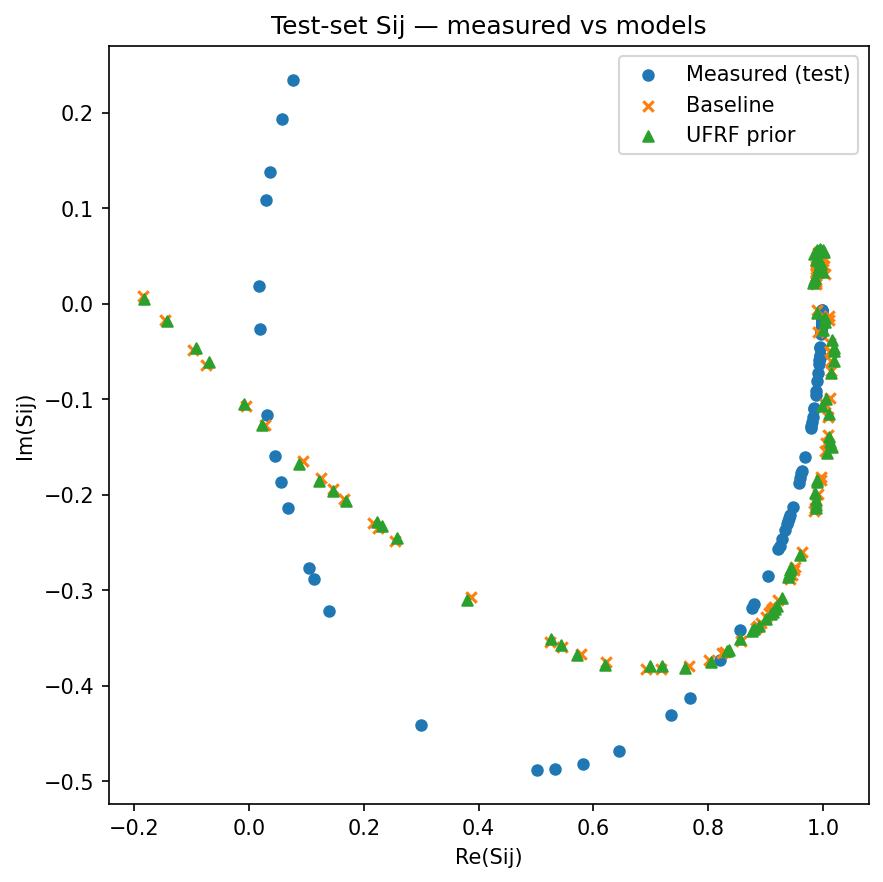 Test-set Sij — measured vs models
Measured (test)
Baseline
UFRF prior
0.2
0.1
0.0
−0.1
−0.2
−0.3
−0.4
−0.5
Im(Sij)
−0.2
0.0
0.2
0.4
0.6
0.8
1.0
Re(Sij)